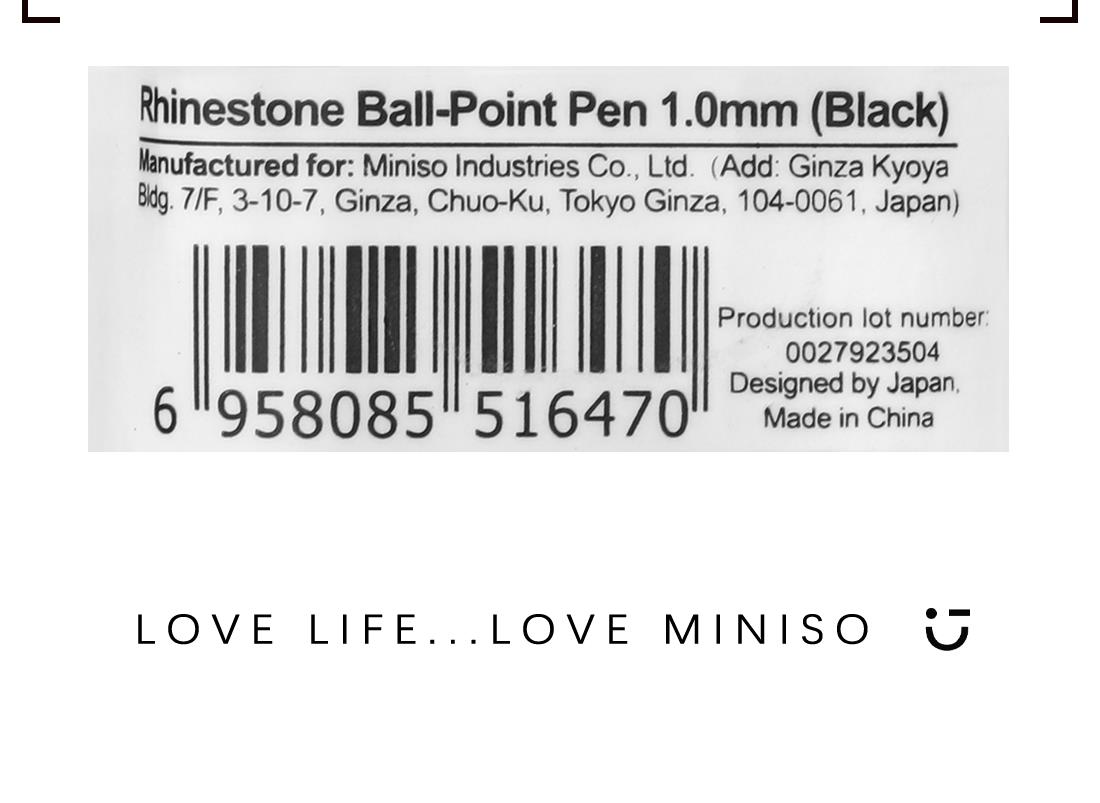 Rhinestone Ball-Point Pen 1.0mm (Black)
Manufactured for: Miniso Industries Co., Ltd. (Add: Ginza Kyoya
Bldg. 7/F, 3-10-7, Ginza, Chuo-Ku, Tokyo Ginza, 104-0061, Japan)
Production lot number:
0027923504
Designed by Japan.
Made in China
6 958085 516470
LOVE LIFE...LOVE MINISO